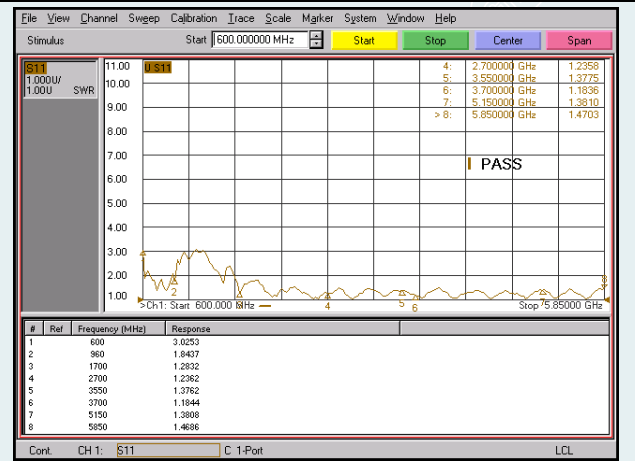 File View Channel Sweep Calibration Trace Scale Marker System Window Help
Stimulus Start 600.000000 MHz Start Stop Center Span
S11
1.000U/
1.00U SWR
U S11
11.00
10.00
9.00
8.00
7.00
6.00
5.00
4.00
3.00
2.00
1.00
4: 2.700000 GHz 1.2358
5: 3.550000 GHz 1.3775
6: 3.700000 GHz 1.1836
7: 5.150000 GHz 1.3810
> 8: 5.850000 GHz 1.4703
PASS
2 4 5 6 7
>Ch1: Start 600.000 MHz Stop 5.85000 GHz
# Ref Frequency (MHz) Response
1 600 3.0253
2 960 1.8437
3 1700 1.2832
4 2700 1.2362
5 3550 1.3762
6 3700 1.1844
7 5150 1.3808
8 5850 1.4686
Cont. CH 1: S11 C 1-Port LCL